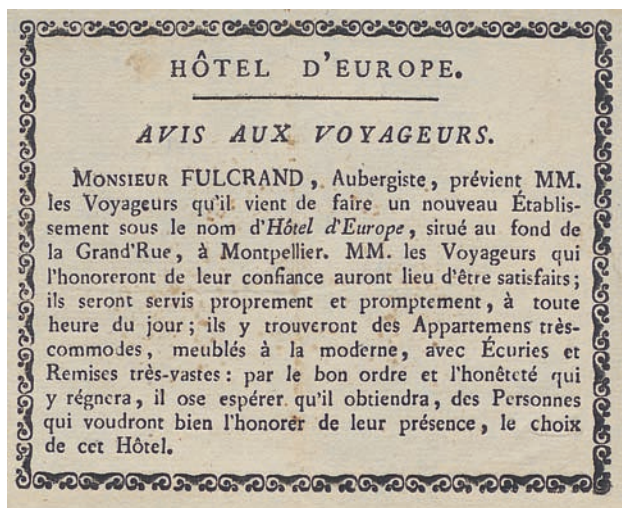 HÔTEL D'EUROPE.
AVIS AUX VOYAGEURS.
MONSIEUR FULCRAND, Aubergiste, prévient MM.
les Voyageurs qu'il vient de faire un nouveau Établis-
sement sous le nom d'Hôtel d'Europe, situé au fond de
la Grand'Rue, à Montpellier. MM. les Voyageurs qui
l'honoreront de leur confiance auront lieu d'être satisfaits;
ils seront servis proprement et promptement, à toute
heure du jour; ils y trouveront des Appartemens très-
commodes, meublés à la moderne, avec Écuries et
Remises très-vastes: par le bon ordre et l'honêteté qui
y régnera, il ose espérer qu'il obtiendra, des Personnes
qui voudront bien l'honorer de leur présence, le choix
de cet Hôtel.